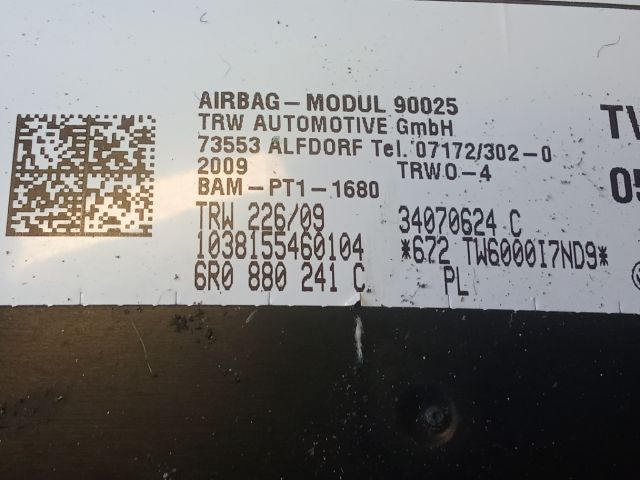 AIRBAG-MODUL 90025
TRW AUTOMOTIVE GmbH
73553 ALFDORF Tel. 07172/302-0
2009 TRWO-4
BAM-PT1-1680
TRW 226/09 34070624 C
1038155460104 *672 TW6000I7ND9*
6R0 880 241 C PL